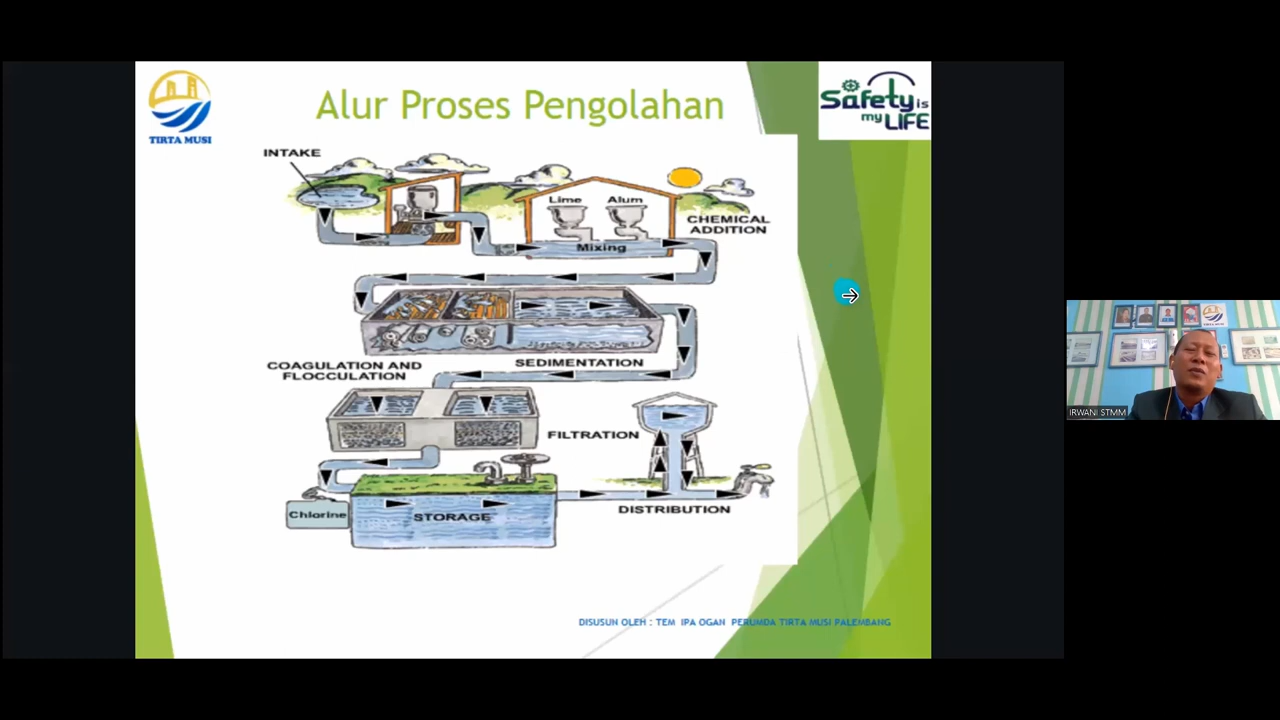 TIRTA MUSI
Alur Proses Pengolahan
Safety is
my LIFE
INTAKE
Lime Alum
CHEMICAL
ADDITION
Mixing
COAGULATION AND
FLOCCULATION
SEDIMENTATION
FILTRATION
Chlorine
STORAGE
DISTRIBUTION
DISUSUN OLEH : TEM IPA OGAN PERUMDA TIRTA MUSI PALEMBANG
IRWANI STMM